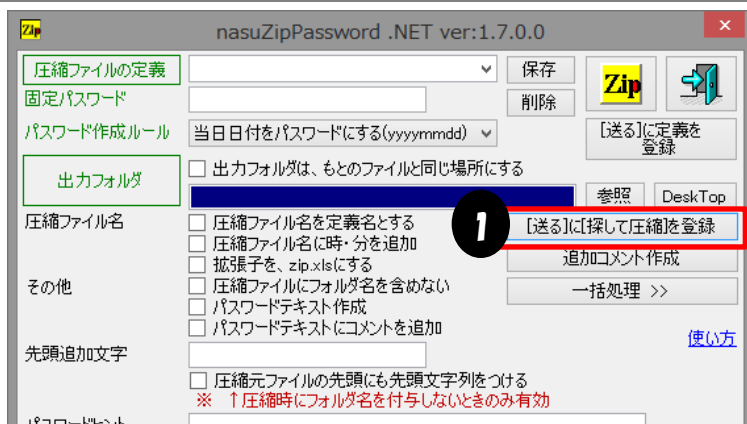 Zip nasuZipPassword .NET ver:1.7.0.0 ×
圧縮ファイルの定義 保存
Zip
固定パスワード 削除
パスワード作成ルール 当日日付をパスワードにする(yyyymmdd) [送る]に定義を
登録
出力フォルダ 出力フォルダは、もとのファイルと同じ場所にする
参照 DeskTop
圧縮ファイル名 圧縮ファイル名を定義名とする 1 [送る]に[探して圧縮]を登録
圧縮ファイル名に時・分を追加
拡張子を、zip.xlsにする 追加コメント作成
その他 圧縮ファイルにフォルダ名を含めない 一括処理 >>
パスワードテキスト作成
パスワードテキストにコメントを追加 使い方
先頭追加文字
圧縮元ファイルの先頭にも先頭文字列をつける
※ ↑圧縮時にフォルダ名を付与しないときのみ有効
パスワードヒント